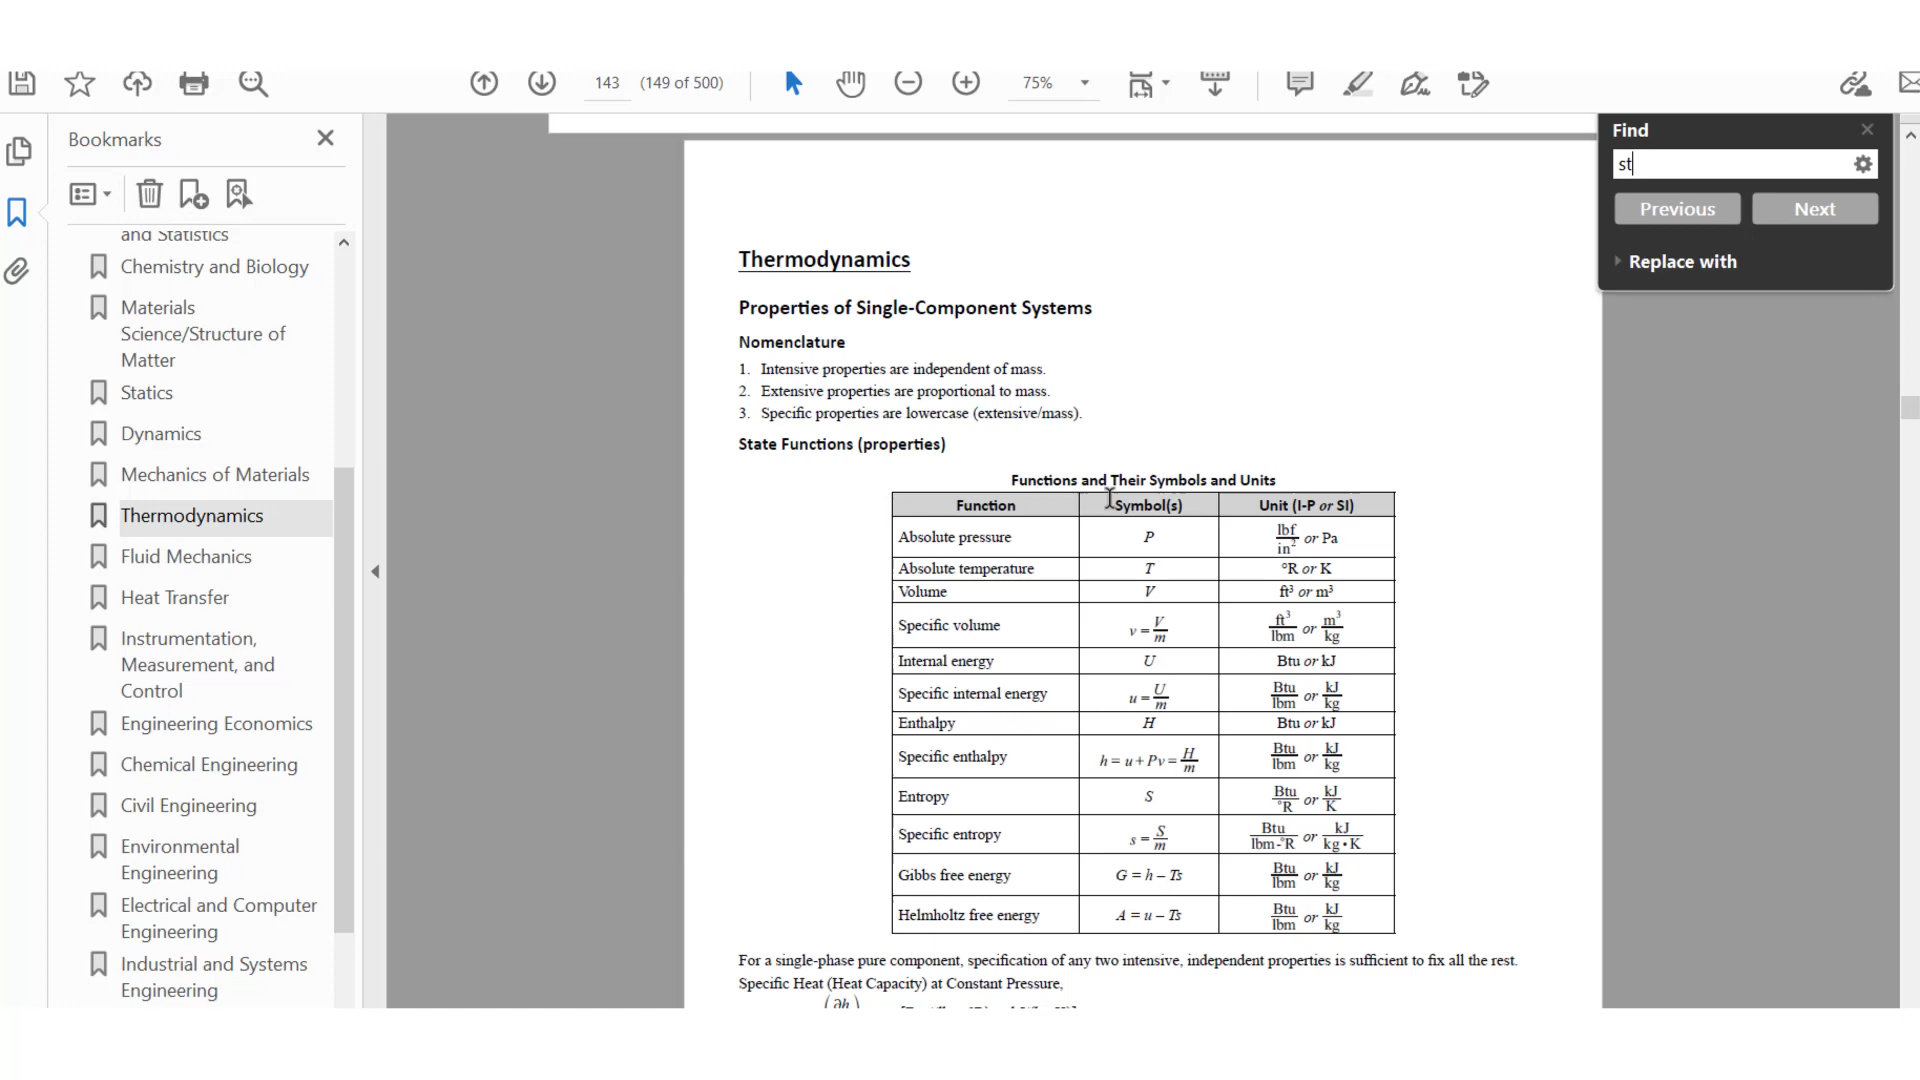 143 (149 of 500) 75%
Bookmarks
and Statistics
Chemistry and Biology
Materials
Science/Structure of
Matter
Statics
Dynamics
Mechanics of Materials
Thermodynamics
Fluid Mechanics
Heat Transfer
Instrumentation,
Measurement, and
Control
Engineering Economics
Chemical Engineering
Civil Engineering
Environmental
Engineering
Electrical and Computer
Engineering
Industrial and Systems
Engineering
Thermodynamics
Properties of Single-Component Systems
Nomenclature
1. Intensive properties are independent of mass.
2. Extensive properties are proportional to mass.
3. Specific properties are lowercase (extensive/mass).
State Functions (properties)
Functions and Their Symbols and Units
Function Symbol(s) Unit (I-P or SI)
Absolute pressure P lbf/in² or Pa
Absolute temperature T °R or K
Volume V ft³ or m³
Specific volume v = V/m ft³/lbm or m³/kg
Internal energy U Btu or kJ
Specific internal energy u = U/m Btu/lbm or kJ/kg
Enthalpy H Btu or kJ
Specific enthalpy h = u + Pv = H/m Btu/lbm or kJ/kg
Entropy S Btu/°R or kJ/K
Specific entropy s = S/m Btu/lbm-°R or kJ/kg•K
Gibbs free energy G = h – Ts Btu/lbm or kJ/kg
Helmholtz free energy A = u – Ts Btu/lbm or kJ/kg
For a single-phase pure component, specification of any two intensive, independent properties is sufficient to fix all the rest.
Specific Heat (Heat Capacity) at Constant Pressure,
Find
st
Previous Next
Replace with